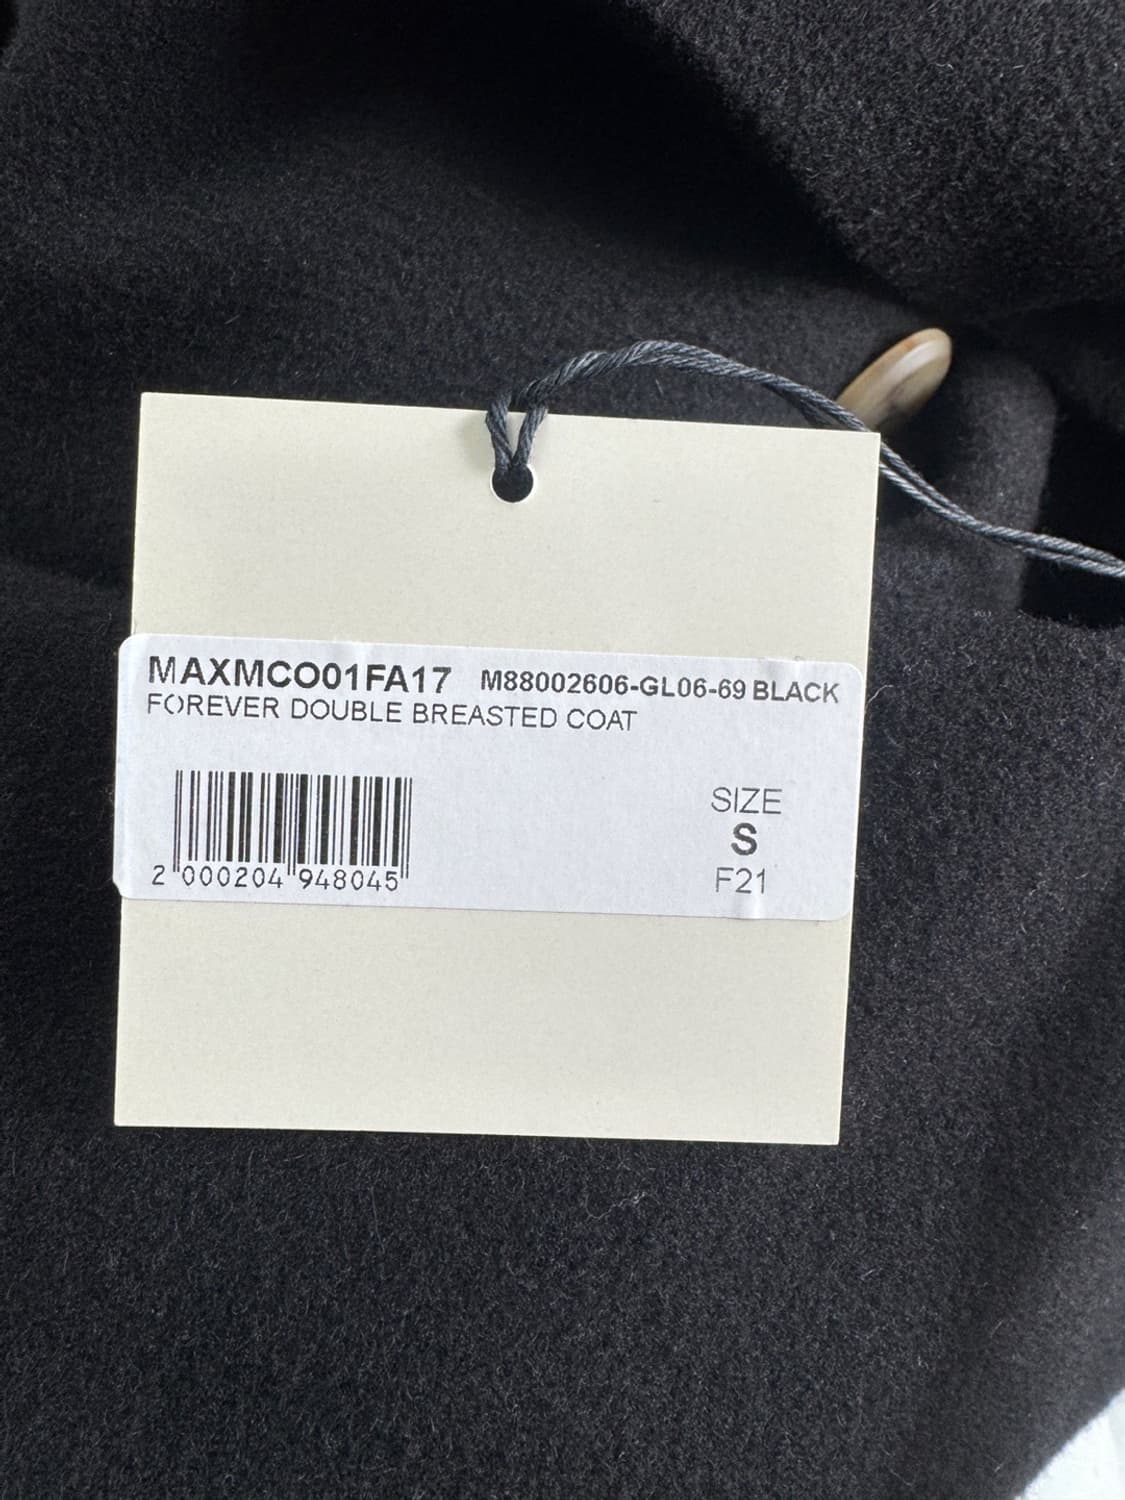 MAXMCO01FA17 M88002606-GL06-69 BLACK
FOREVER DOUBLE BREASTED COAT
SIZE
S
F21
2 000204 948045